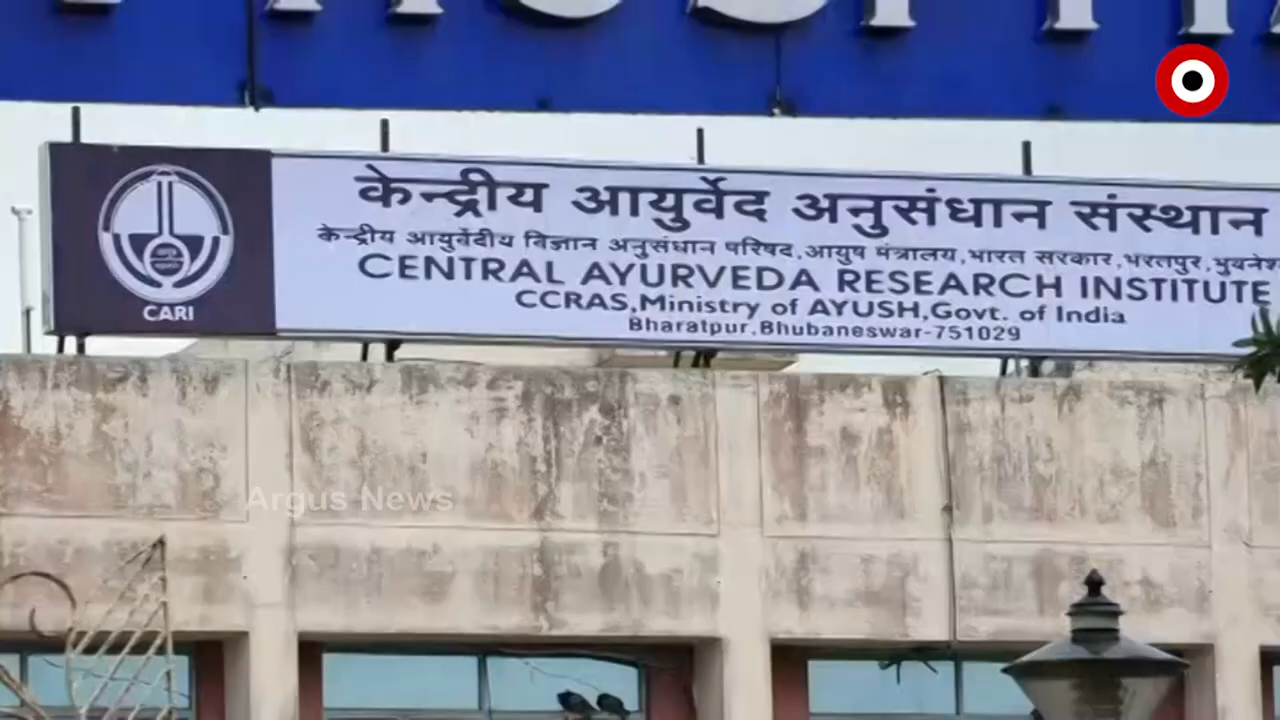 केन्द्रीय आयुर्वेद अनुसंधान संस्थान
केन्द्रीय आयुर्वेदीय विज्ञान अनुसंधान परिषद,आयुष मंत्रालय,भारत सरकार,भरतपुर,
CENTRAL AYURVEDA RESEARCH INSTITUTE
CCRAS,Ministry of AYUSH,Govt. of India
Bharatpur,Bhubaneswar-751029
CARI
Argus News